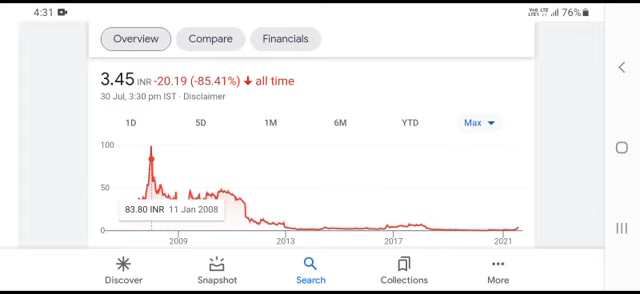 4:31 76%
Overview Compare Financials
3.45 INR -20.19 (-85.41%) all time
30 Jul, 3:30 pm IST · Disclaimer
1D 5D 1M 6M YTD Max
100
50
83.80 INR 11 Jan 2008
0
2009 2013 2017 2021
Discover Snapshot Search Collections More